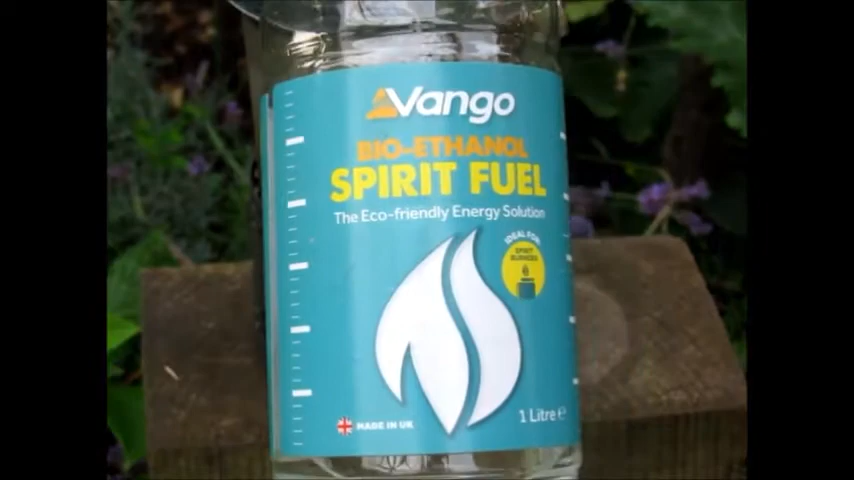 Vango
BIO-ETHANOL
SPIRIT FUEL
The Eco-friendly Energy Solution
IDEAL FOR:
SPIRIT
BURNERS
MADE IN UK
1 Litre ℮